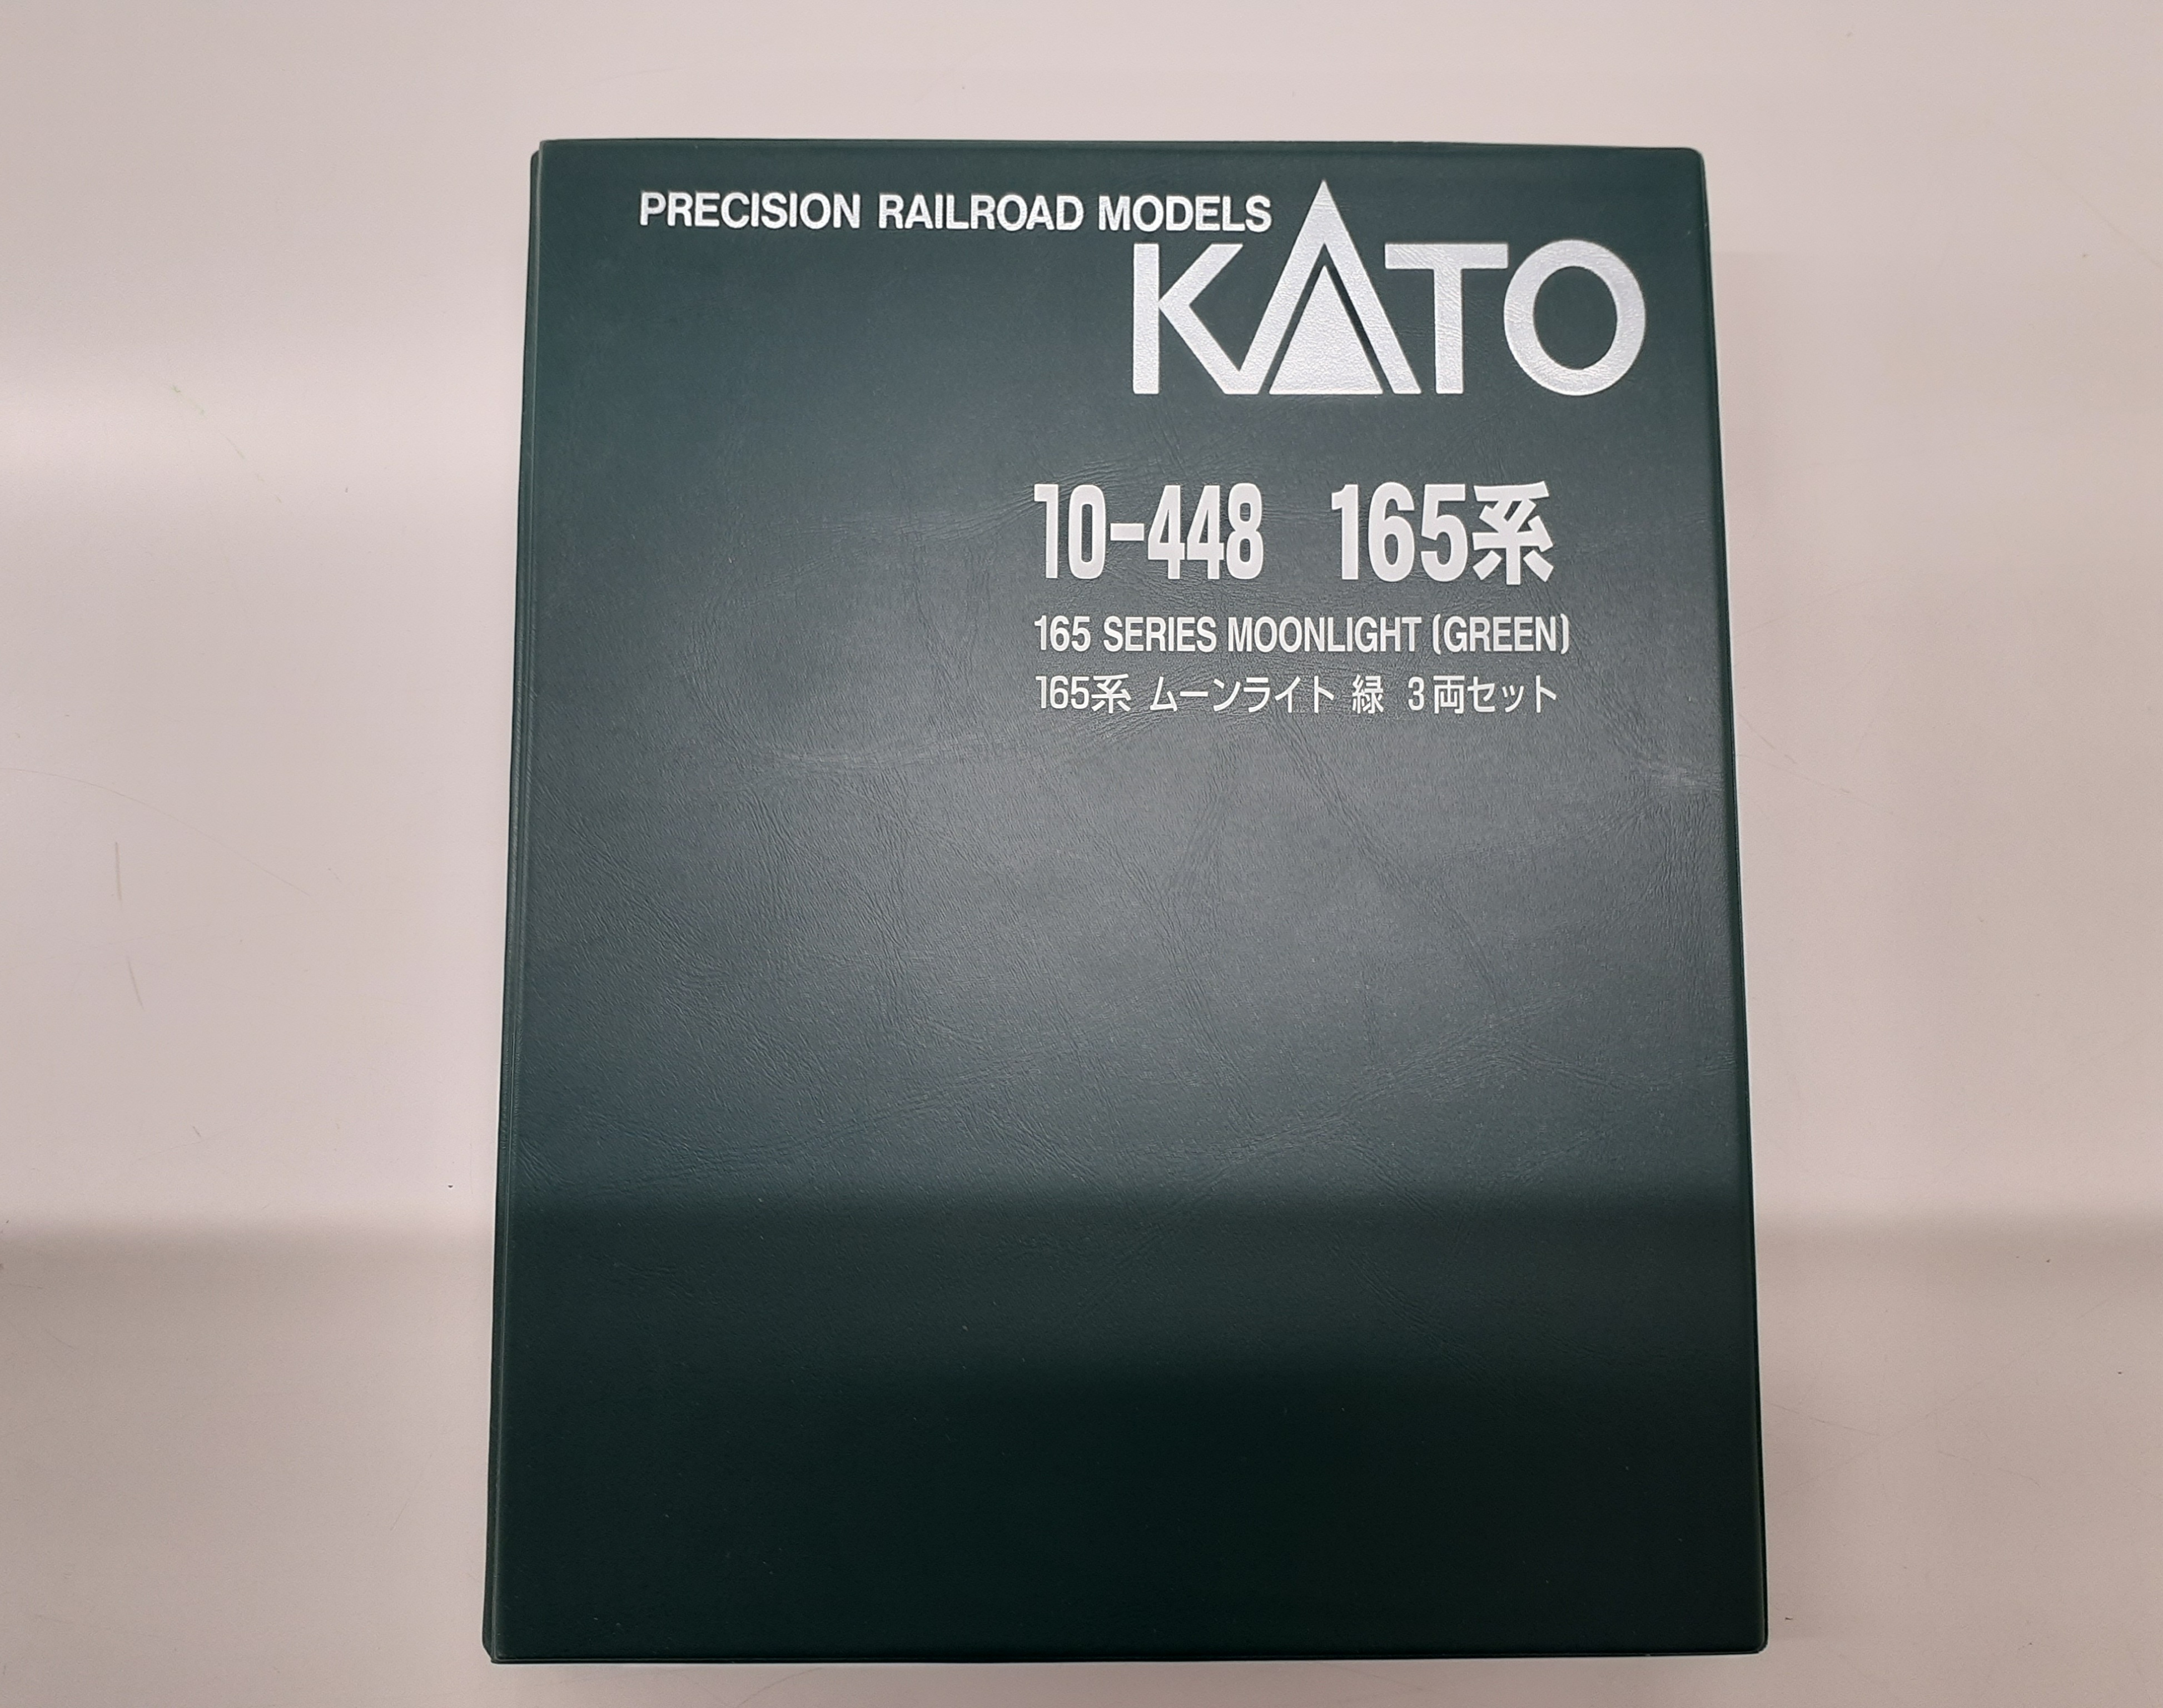 PRECISION RAILROAD MODELS
KATO
10-448 165系
165 SERIES MOONLIGHT (GREEN)
165系 ムーンライト 緑 3両セット